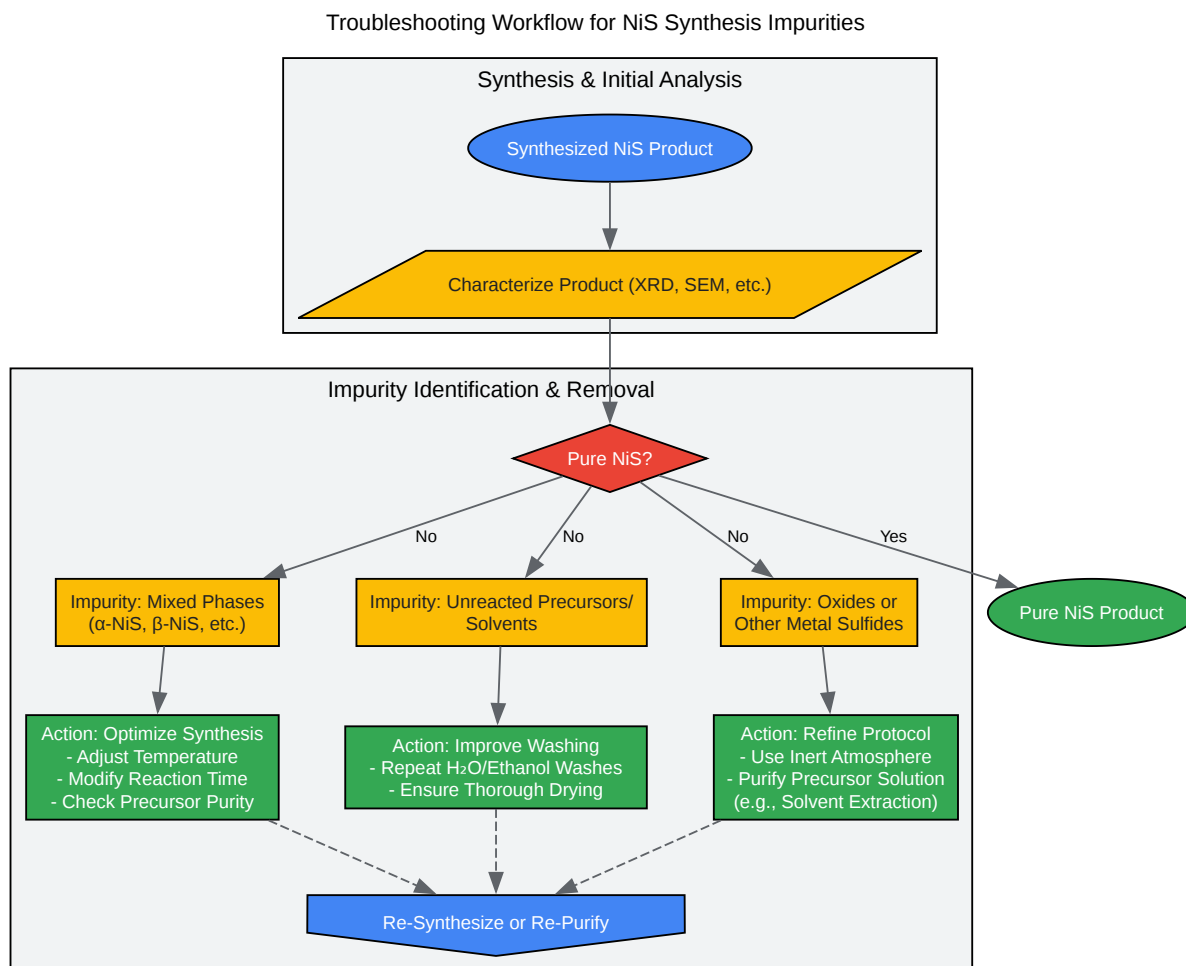 Troubleshooting Workflow for NiS Synthesis Impurities
Synthesis & Initial Analysis
Synthesized NiS Product
Characterize Product (XRD, SEM, etc.)
Impurity Identification & Removal
Pure NiS?
No
No
No
Yes
Impurity: Mixed Phases
(α-NiS, β-NiS, etc.)
Impurity: Unreacted Precursors/
Solvents
Impurity: Oxides or
Other Metal Sulfides
Pure NiS Product
Action: Optimize Synthesis
- Adjust Temperature
- Modify Reaction Time
- Check Precursor Purity
Action: Improve Washing
- Repeat H₂O/Ethanol Washes
- Ensure Thorough Drying
Action: Refine Protocol
- Use Inert Atmosphere
- Purify Precursor Solution
(e.g., Solvent Extraction)
Re-Synthesize or Re-Purify